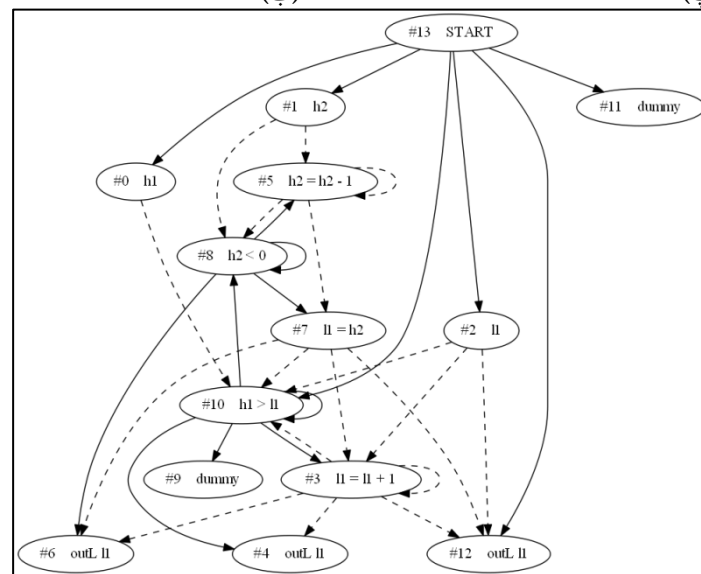 #13 START
#1 h2
#11 dummy
#0 h1
#5 h2 = h2 - 1
#8 h2 < 0
#7 l1 = h2
#2 l1
#10 h1 > l1
#9 dummy
#3 l1 = l1 + 1
#6 outL l1
#4 outL l1
#12 outL l1